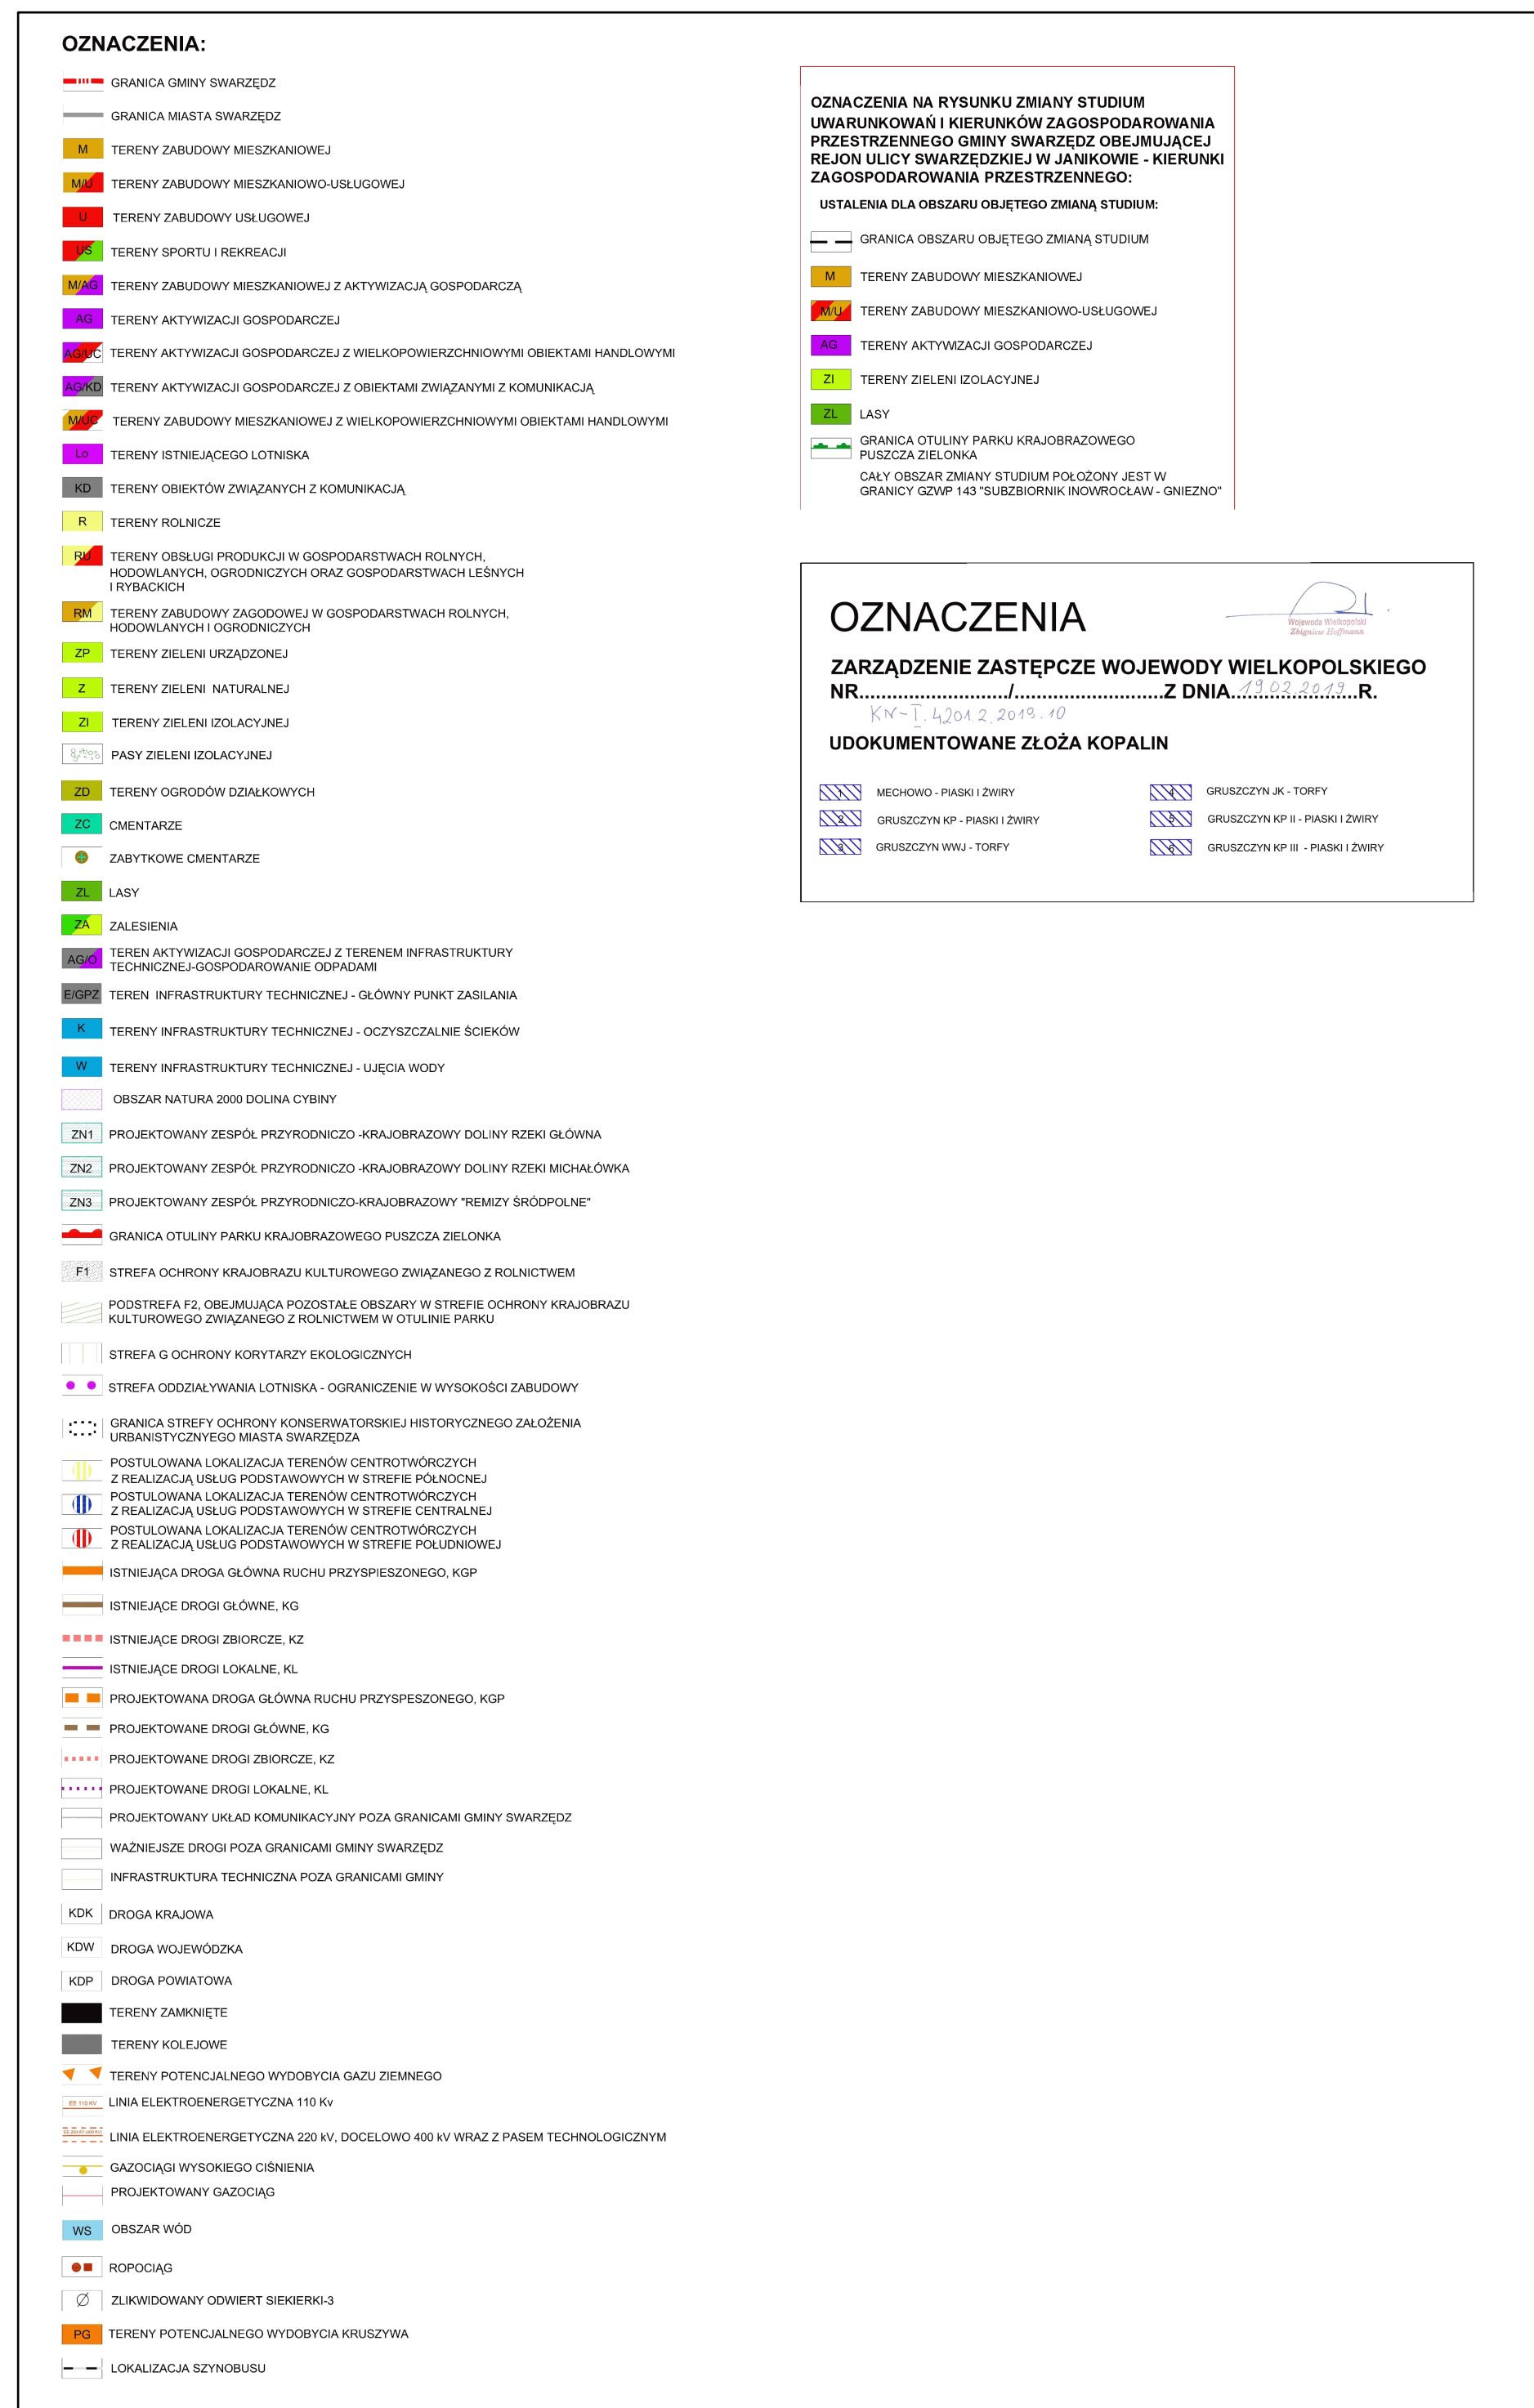 OZNACZENIA:
GRANICA GMINY SWARZĘDZ
GRANICA MIASTA SWARZĘDZ
M TERENY ZABUDOWY MIESZKANIOWEJ
M/U TERENY ZABUDOWY MIESZKANIOWO-USŁUGOWEJ
U TERENY ZABUDOWY USŁUGOWEJ
US TERENY SPORTU I REKREACJI
M/AG TERENY ZABUDOWY MIESZKANIOWEJ Z AKTYWIZACJĄ GOSPODARCZĄ
AG TERENY AKTYWIZACJI GOSPODARCZEJ
AG/UC TERENY AKTYWIZACJI GOSPODARCZEJ Z WIELKOPOWIERZCHNIOWYMI OBIEKTAMI HANDLOWYMI
AG/KD TERENY AKTYWIZACJI GOSPODARCZEJ Z OBIEKTAMI ZWIĄZANYMI Z KOMUNIKACJĄ
M/UC TERENY ZABUDOWY MIESZKANIOWEJ Z WIELKOPOWIERZCHNIOWYMI OBIEKTAMI HANDLOWYMI
Lo TERENY ISTNIEJĄCEGO LOTNISKA
KD TERENY OBIEKTÓW ZWIĄZANYCH Z KOMUNIKACJĄ
R TERENY ROLNICZE
RU TERENY OBSŁUGI PRODUKCJI W GOSPODARSTWACH ROLNYCH,
HODOWLANYCH, OGRODNICZYCH ORAZ GOSPODARSTWACH LEŚNYCH
I RYBACKICH
RM TERENY ZABUDOWY ZAGODOWEJ W GOSPODARSTWACH ROLNYCH,
HODOWLANYCH I OGRODNICZYCH
ZP TERENY ZIELENI URZĄDZONEJ
Z TERENY ZIELENI NATURALNEJ
ZI TERENY ZIELENI IZOLACYJNEJ
PASY ZIELENI IZOLACYJNEJ
ZD TERENY OGRODÓW DZIAŁKOWYCH
ZC CMENTARZE
ZABYTKOWE CMENTARZE
ZL LASY
ZA ZALESIENIA
AG/O TEREN AKTYWIZACJI GOSPODARCZEJ Z TERENEM INFRASTRUKTURY
TECHNICZNEJ-GOSPODAROWANIE ODPADAMI
E/GPZ TEREN INFRASTRUKTURY TECHNICZNEJ - GŁÓWNY PUNKT ZASILANIA
K TERENY INFRASTRUKTURY TECHNICZNEJ - OCZYSZCZALNIE ŚCIEKÓW
W TERENY INFRASTRUKTURY TECHNICZNEJ - UJĘCIA WODY
OBSZAR NATURA 2000 DOLINA CYBINY
ZN1 PROJEKTOWANY ZESPÓŁ PRZYRODNICZO -KRAJOBRAZOWY DOLINY RZEKI GŁÓWNA
ZN2 PROJEKTOWANY ZESPÓŁ PRZYRODNICZO -KRAJOBRAZOWY DOLINY RZEKI MICHAŁÓWKA
ZN3 PROJEKTOWANY ZESPÓŁ PRZYRODNICZO-KRAJOBRAZOWY "REMIZY ŚRÓDPOLNE"
GRANICA OTULINY PARKU KRAJOBRAZOWEGO PUSZCZA ZIELONKA
F1 STREFA OCHRONY KRAJOBRAZU KULTUROWEGO ZWIĄZANEGO Z ROLNICTWEM
PODSTREFA F2, OBEJMUJĄCA POZOSTAŁE OBSZARY W STREFIE OCHRONY KRAJOBRAZU
KULTUROWEGO ZWIĄZANEGO Z ROLNICTWEM W OTULINIE PARKU
STREFA G OCHRONY KORYTARZY EKOLOGICZNYCH
STREFA ODDZIAŁYWANIA LOTNISKA - OGRANICZENIE W WYSOKOŚCI ZABUDOWY
GRANICA STREFY OCHRONY KONSERWATORSKIEJ HISTORYCZNEGO ZAŁOŻENIA
URBANISTYCZNYEGO MIASTA SWARZĘDZA
POSTULOWANA LOKALIZACJA TERENÓW CENTROTWÓRCZYCH
Z REALIZACJĄ USŁUG PODSTAWOWYCH W STREFIE PÓŁNOCNEJ
POSTULOWANA LOKALIZACJA TERENÓW CENTROTWÓRCZYCH
Z REALIZACJĄ USŁUG PODSTAWOWYCH W STREFIE CENTRALNEJ
POSTULOWANA LOKALIZACJA TERENÓW CENTROTWÓRCZYCH
Z REALIZACJĄ USŁUG PODSTAWOWYCH W STREFIE POŁUDNIOWEJ
ISTNIEJĄCA DROGA GŁÓWNA RUCHU PRZYSPIESZONEGO, KGP
ISTNIEJĄCE DROGI GŁÓWNE, KG
ISTNIEJĄCE DROGI ZBIORCZE, KZ
ISTNIEJĄCE DROGI LOKALNE, KL
PROJEKTOWANA DROGA GŁÓWNA RUCHU PRZYSPESZONEGO, KGP
PROJEKTOWANE DROGI GŁÓWNE, KG
PROJEKTOWANE DROGI ZBIORCZE, KZ
PROJEKTOWANE DROGI LOKALNE, KL
PROJEKTOWANY UKŁAD KOMUNIKACYJNY POZA GRANICAMI GMINY SWARZĘDZ
WAŻNIEJSZE DROGI POZA GRANICAMI GMINY SWARZĘDZ
INFRASTRUKTURA TECHNICZNA POZA GRANICAMI GMINY
KDK DROGA KRAJOWA
KDW DROGA WOJEWÓDZKA
KDP DROGA POWIATOWA
TERENY ZAMKNIĘTE
TERENY KOLEJOWE
TERENY POTENCJALNEGO WYDOBYCIA GAZU ZIEMNEGO
EE 110 KV LINIA ELEKTROENERGETYCZNA 110 Kv
EE 220 KV (400 KV) LINIA ELEKTROENERGETYCZNA 220 kV, DOCELOWO 400 kV WRAZ Z PASEM TECHNOLOGICZNYM
GAZOCIĄGI WYSOKIEGO CIŚNIENIA
PROJEKTOWANY GAZOCIĄG
WS OBSZAR WÓD
ROPOCIĄG
ZLIKWIDOWANY ODWIERT SIEKIERKI-3
PG TERENY POTENCJALNEGO WYDOBYCIA KRUSZYWA
LOKALIZACJA SZYNOBUSU
OZNACZENIA NA RYSUNKU ZMIANY STUDIUM
UWARUNKOWAŃ I KIERUNKÓW ZAGOSPODAROWANIA
PRZESTRZENNEGO GMINY SWARZĘDZ OBEJMUJĄCEJ
REJON ULICY SWARZĘDZKIEJ W JANIKOWIE - KIERUNKI
ZAGOSPODAROWANIA PRZESTRZENNEGO:
USTALENIA DLA OBSZARU OBJĘTEGO ZMIANĄ STUDIUM:
GRANICA OBSZARU OBJĘTEGO ZMIANĄ STUDIUM
M TERENY ZABUDOWY MIESZKANIOWEJ
M/U TERENY ZABUDOWY MIESZKANIOWO-USŁUGOWEJ
AG TERENY AKTYWIZACJI GOSPODARCZEJ
ZI TERENY ZIELENI IZOLACYJNEJ
ZL LASY
GRANICA OTULINY PARKU KRAJOBRAZOWEGO
PUSZCZA ZIELONKA
CAŁY OBSZAR ZMIANY STUDIUM POŁOŻONY JEST W
GRANICY GZWP 143 "SUBZBIORNIK INOWROCŁAW - GNIEZNO"
OZNACZENIA
Wojewoda Wielkopolski
Zbigniew Hoffmann
ZARZĄDZENIE ZASTĘPCZE WOJEWODY WIELKOPOLSKIEGO
NR........................../..........................Z DNIA 19.02.2019 R.
KN-I.4201.2.2019.10
UDOKUMENTOWANE ZŁOŻA KOPALIN
1 MECHOWO - PIASKI I ŻWIRY
2 GRUSZCZYN KP - PIASKI I ŻWIRY
3 GRUSZCZYN WWJ - TORFY
4 GRUSZCZYN JK - TORFY
5 GRUSZCZYN KP II - PIASKI I ŻWIRY
6 GRUSZCZYN KP III - PIASKI I ŻWIRY